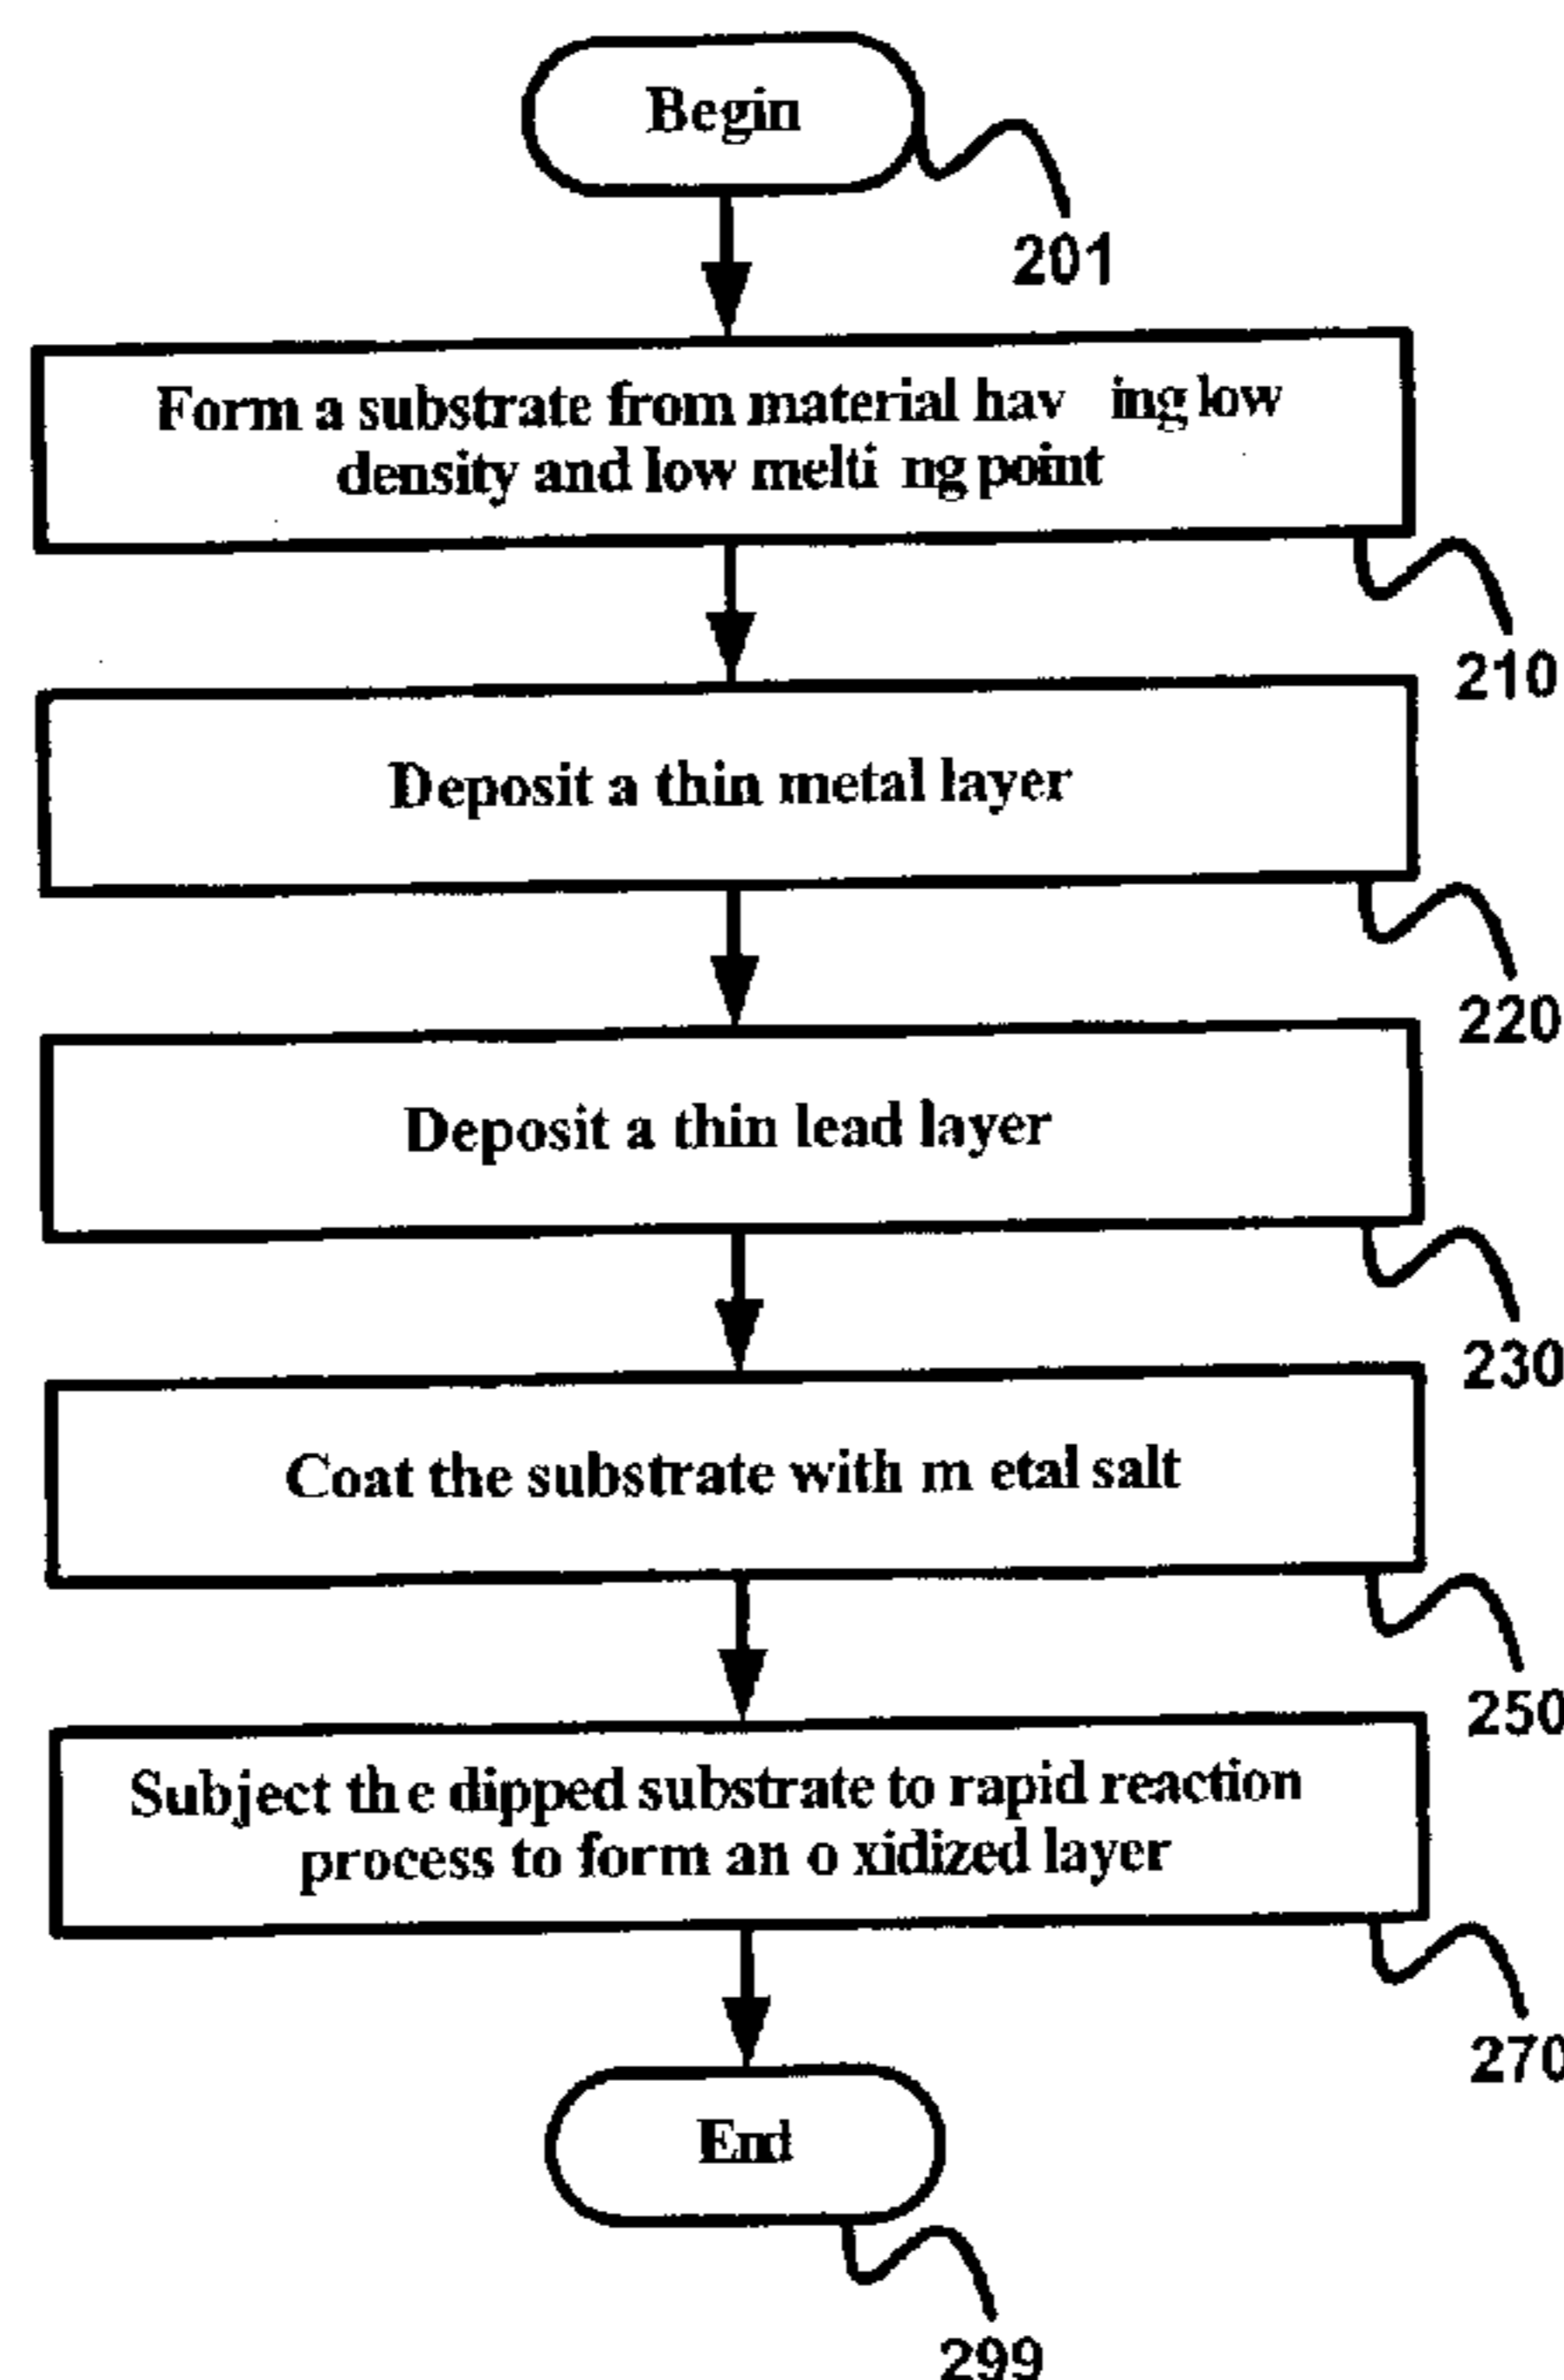 Begin
201
Form a substrate from material hav ing low
density and low melti ng point
210
Deposit a thin metal layer
220
Deposit a thin lead layer
230
Coat the substrate with m etal salt
250
Subject th e dipped substrate to rapid reaction
process to form an o xidized layer
270
End
299